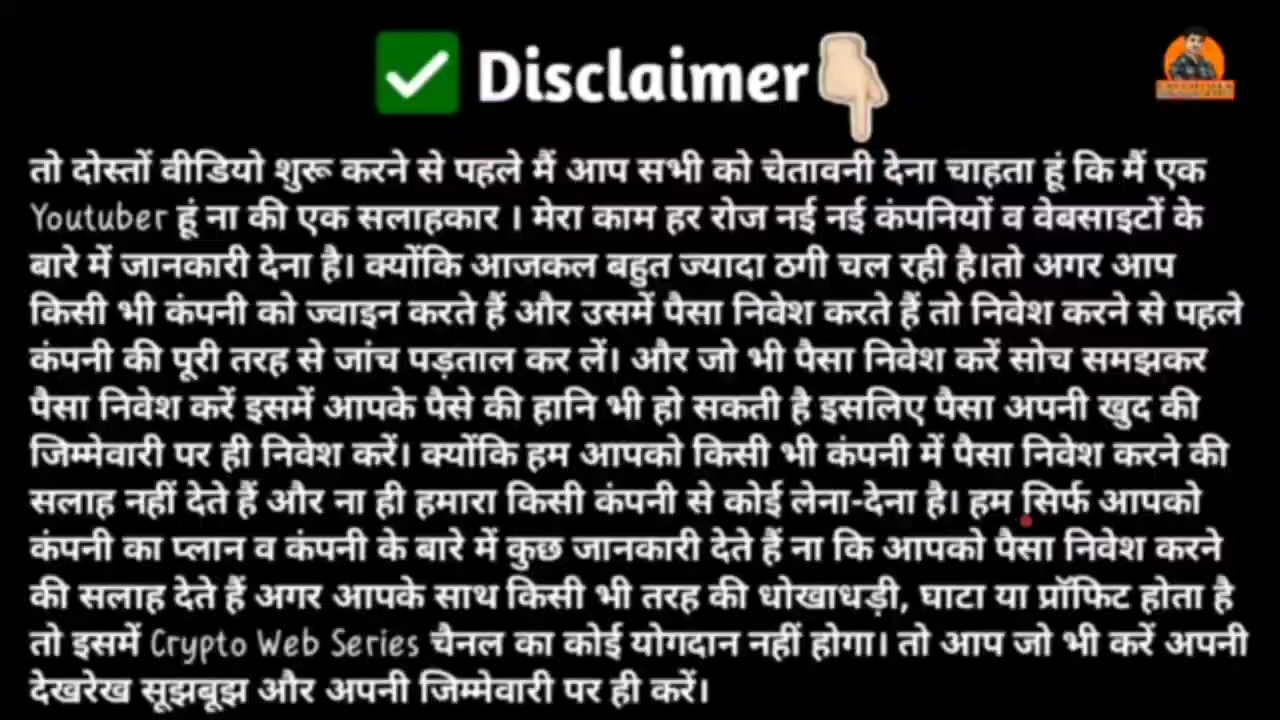 ✅ Disclaimer👇🏻
तो दोस्तों वीडियो शुरू करने से पहले मैं आप सभी को चेतावनी देना चाहता हूं कि मैं एक
Youtuber हूं ना की एक सलाहकार । मेरा काम हर रोज नई नई कंपनियों व वेबसाइटों के
बारे में जानकारी देना है। क्योंकि आजकल बहुत ज्यादा ठगी चल रही है।तो अगर आप
किसी भी कंपनी को ज्वाइन करते हैं और उसमें पैसा निवेश करते हैं तो निवेश करने से पहले
कंपनी की पूरी तरह से जांच पड़ताल कर लें। और जो भी पैसा निवेश करें सोच समझकर
पैसा निवेश करें इसमें आपके पैसे की हानि भी हो सकती है इसलिए पैसा अपनी खुद की
जिम्मेवारी पर ही निवेश करें। क्योंकि हम आपको किसी भी कंपनी में पैसा निवेश करने की
सलाह नहीं देते हैं और ना ही हमारा किसी कंपनी से कोई लेना-देना है। हम सिर्फ आपको
कंपनी का प्लान व कंपनी के बारे में कुछ जानकारी देते हैं ना कि आपको पैसा निवेश करने
की सलाह देते हैं अगर आपके साथ किसी भी तरह की धोखाधड़ी, घाटा या प्रॉफिट होता है
तो इसमें Crypto Web Series चैनल का कोई योगदान नहीं होगा। तो आप जो भी करें अपनी
देखरेख सूझबूझ और अपनी जिम्मेवारी पर ही करें।